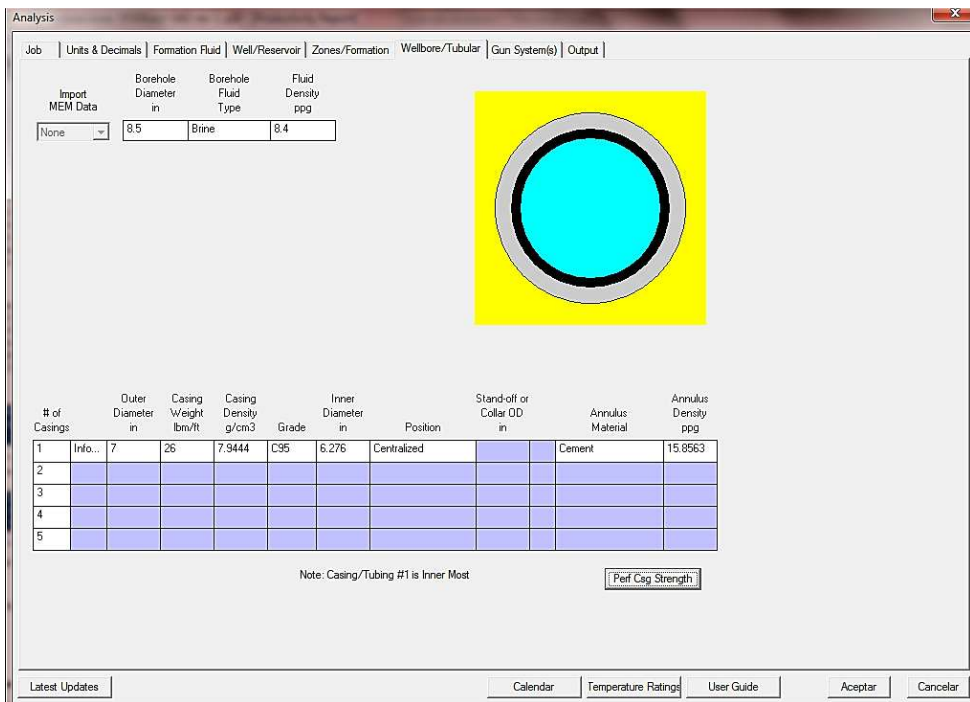 Analysis
Job Units & Decimals Formation Fluid Well/Reservoir Zones/Formation Wellbore/Tubular Gun System(s) Output
Import MEM Data
None
Borehole Diameter in
Borehole Fluid Type
Fluid Density ppg
8.5 Brine 8.4
# of Casings
Outer Diameter in
Casing Weight lbm/ft
Casing Density g/cm3
Grade
Inner Diameter in
Position
Stand-off or Collar OD in
Annulus Material
Annulus Density ppg
1 Info... 7 26 7.9444 C95 6.276 Centralized Cement 15.8563
2
3
4
5
Note: Casing/Tubing #1 is Inner Most
Perf Csg Strength
Latest Updates Calendar Temperature Ratings User Guide Aceptar Cancelar